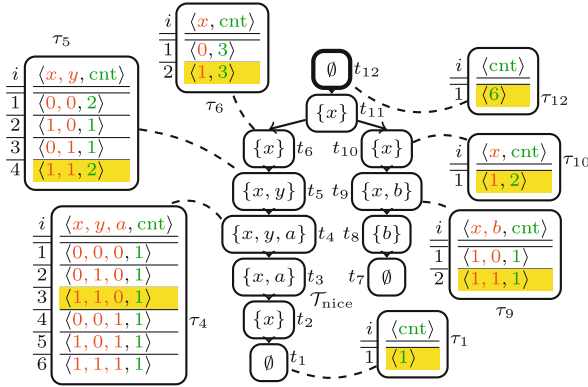 τ5
i ⟨x, y, cnt⟩
1 ⟨0, 0, 2⟩
2 ⟨1, 0, 1⟩
3 ⟨0, 1, 1⟩
4 ⟨1, 1, 2⟩
i ⟨x, cnt⟩
1 ⟨0, 3⟩
2 ⟨1, 3⟩
τ6
∅ t12
{x} t11
{x} t6
t10 {x}
{x, y} t5
t9 {x, b}
{x, y, a} t4
t8 {b}
{x, a} t3
t7 ∅
𝒯nice
{x} t2
∅ t1
i ⟨cnt⟩
1 ⟨6⟩
τ12
i ⟨x, cnt⟩
1 ⟨1, 2⟩
τ10
i ⟨x, b, cnt⟩
1 ⟨1, 0, 1⟩
2 ⟨1, 1, 1⟩
τ9
i ⟨x, y, a, cnt⟩
1 ⟨0, 0, 0, 1⟩
2 ⟨0, 1, 0, 1⟩
3 ⟨1, 1, 0, 1⟩
4 ⟨0, 0, 1, 1⟩
5 ⟨1, 0, 1, 1⟩
6 ⟨1, 1, 1, 1⟩
τ4
i ⟨cnt⟩
1 ⟨1⟩
τ1